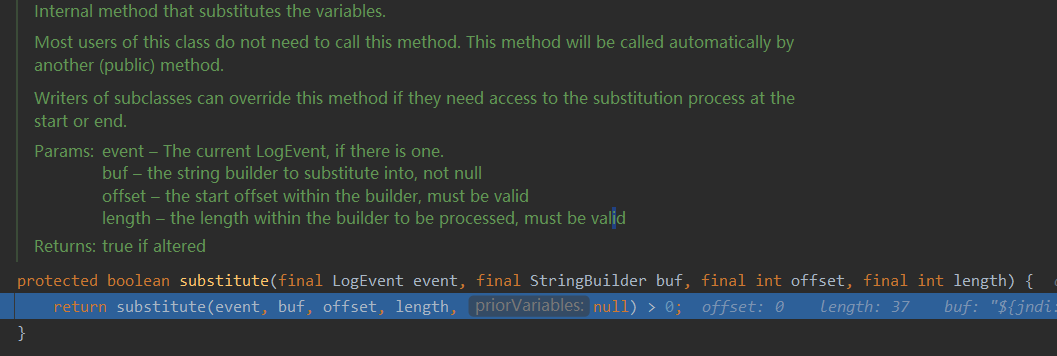 Internal method that substitutes the variables.
Most users of this class do not need to call this method. This method will be called automatically by
another (public) method.
Writers of subclasses can override this method if they need access to the substitution process at the
start or end.
Params: event – The current LogEvent, if there is one.
buf – the string builder to substitute into, not null
offset – the start offset within the builder, must be valid
length – the length within the builder to be processed, must be valid
Returns: true if altered
protected boolean substitute(final LogEvent event, final StringBuilder buf, final int offset, final int length) {
return substitute(event, buf, offset, length, priorVariables: null) > 0; offset: 0 length: 37 buf: "${jndi:
}